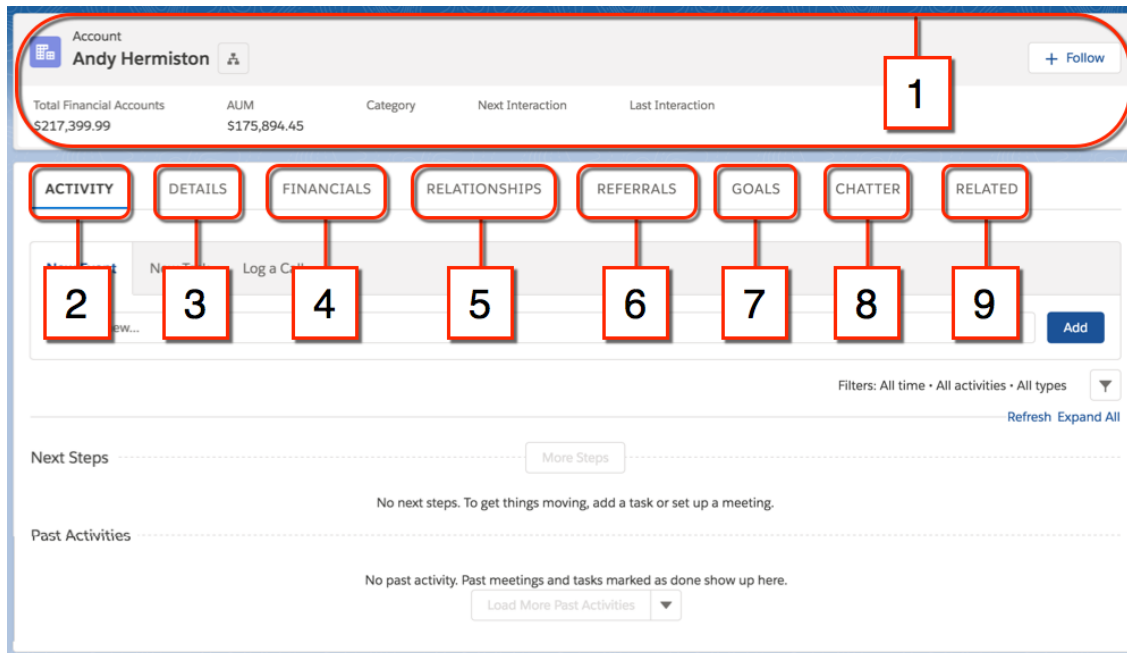 Account
Andy Hermiston
+ Follow
Total Financial Accounts AUM Category Next Interaction Last Interaction
$217,399.99 $175,894.45
1
ACTIVITY DETAILS FINANCIALS RELATIONSHIPS REFERRALS GOALS CHATTER RELATED
Log a
2 3 4 5 6 7 8 9
Add
Filters: All time • All activities • All types
Refresh Expand All
Next Steps
More Steps
No next steps. To get things moving, add a task or set up a meeting.
Past Activities
No past activity. Past meetings and tasks marked as done show up here.
Load More Past Activities